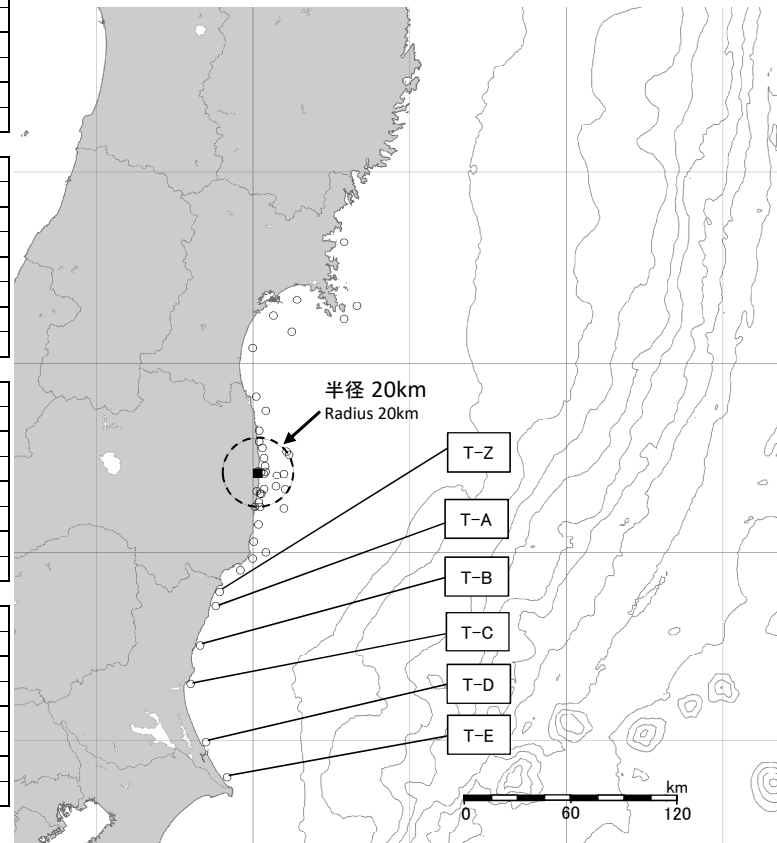 半径 20km
Radius 20km
T-Z
T-A
T-B
T-C
T-D
T-E
km
0 60 120